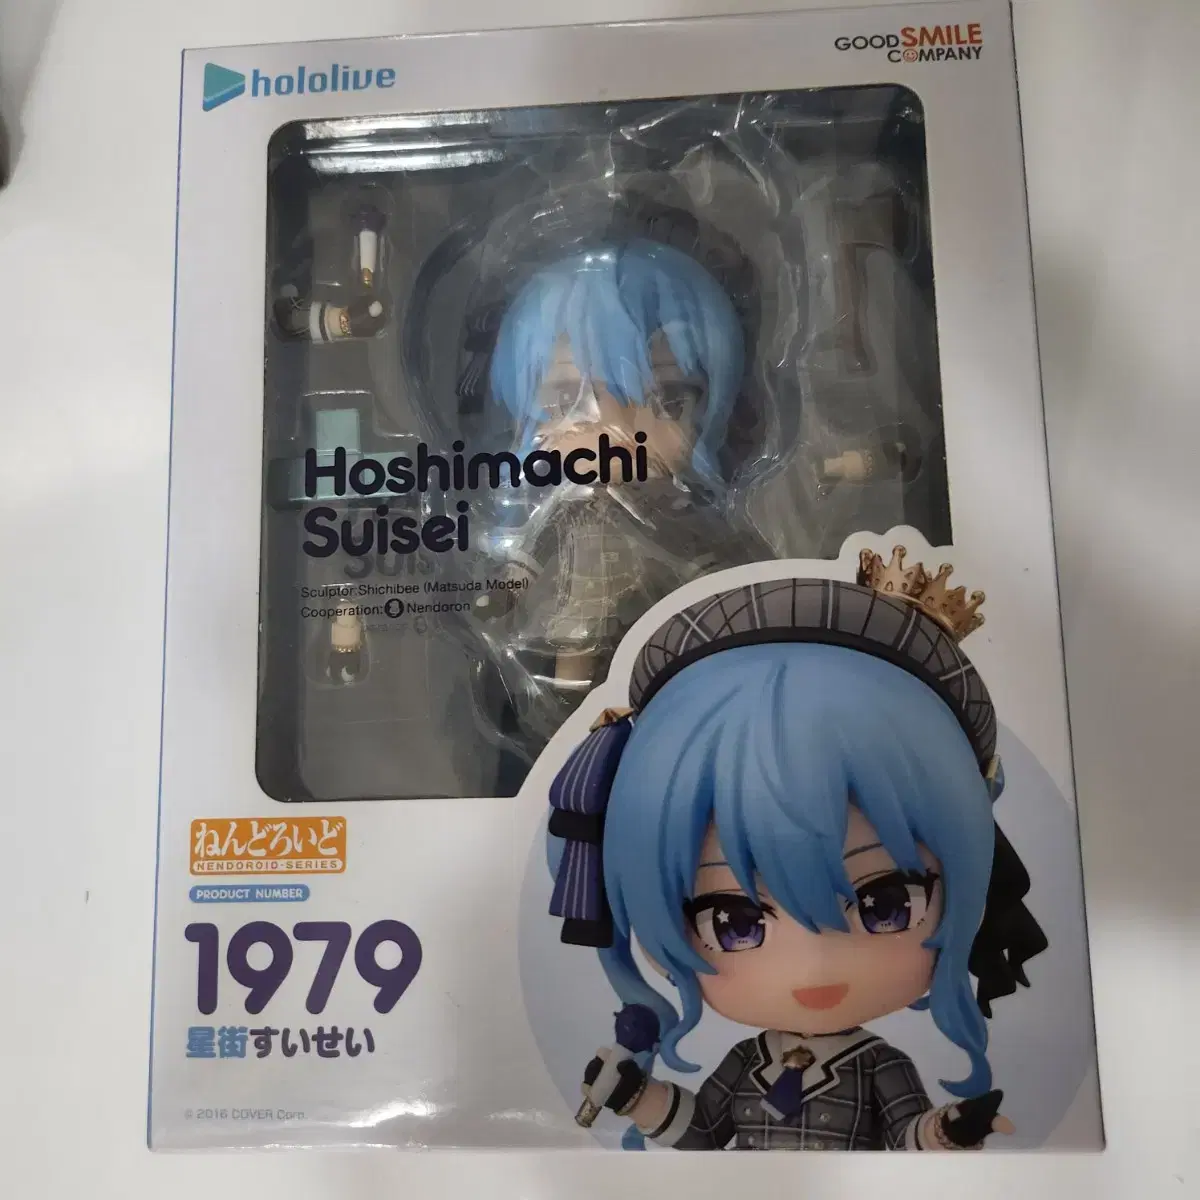 hololive
GOOD SMILE
COMPANY
Hoshimachi
Suisei
Sculptor:Shichibee (Matsuda Model)
Cooperation: Nendoron
ねんどろいど
NENDOROID-SERIES
PRODUCT NUMBER
1979
星街すいせい
© 2016 COVER Corp.